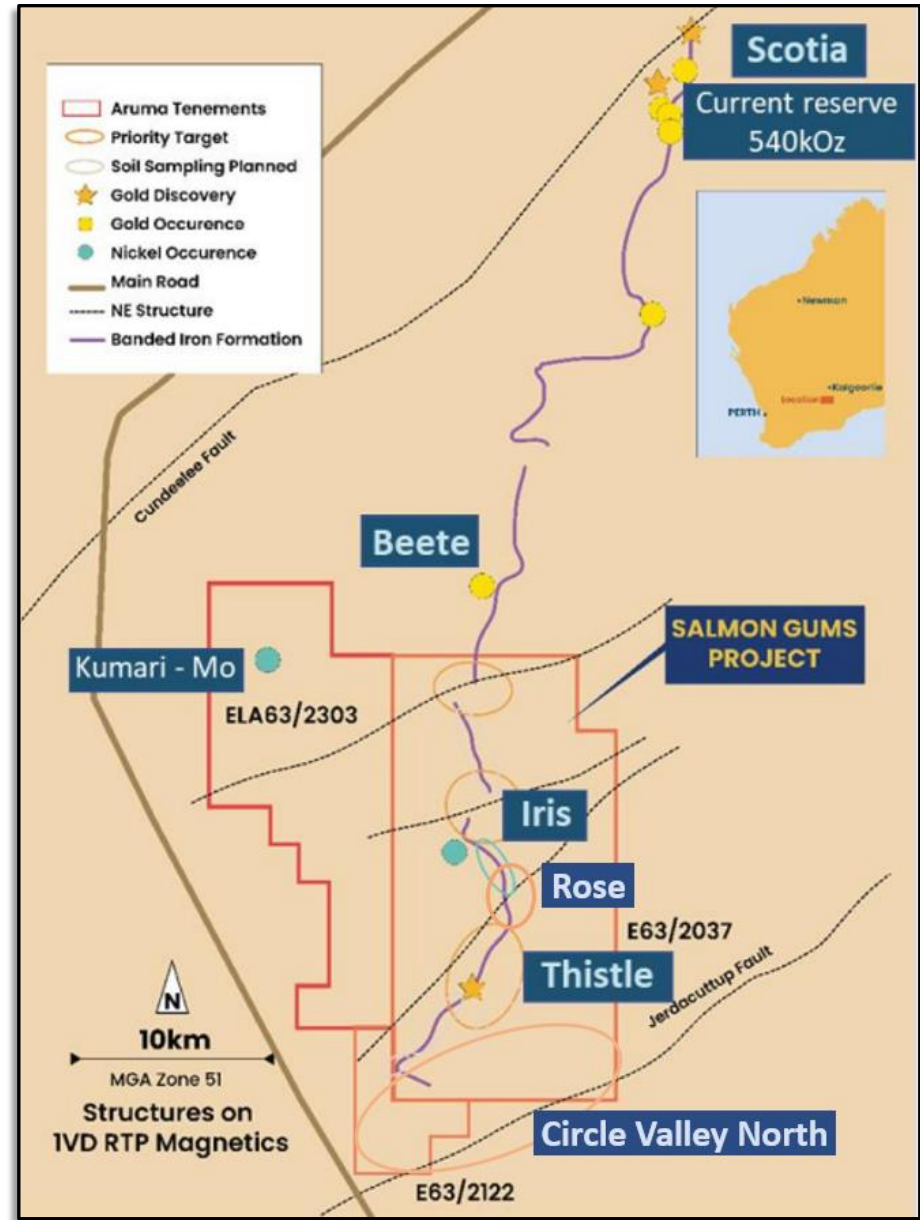 Scotia
Current reserve
540kOz
Aruma Tenements
Priority Target
Soil Sampling Planned
Gold Discovery
Gold Occurence
Nickel Occurence
Main Road
NE Structure
Banded Iron Formation
Newman
Kalgoorlie
Location
PERTH
Cundeelee Fault
Beete
SALMON GUMS
PROJECT
Kumari - Mo
ELA63/2303
Iris
Rose
E63/2037
Thistle
Jerdacuttup Fault
N
10km
MGA Zone 51
Structures on
1VD RTP Magnetics
Circle Valley North
E63/2122